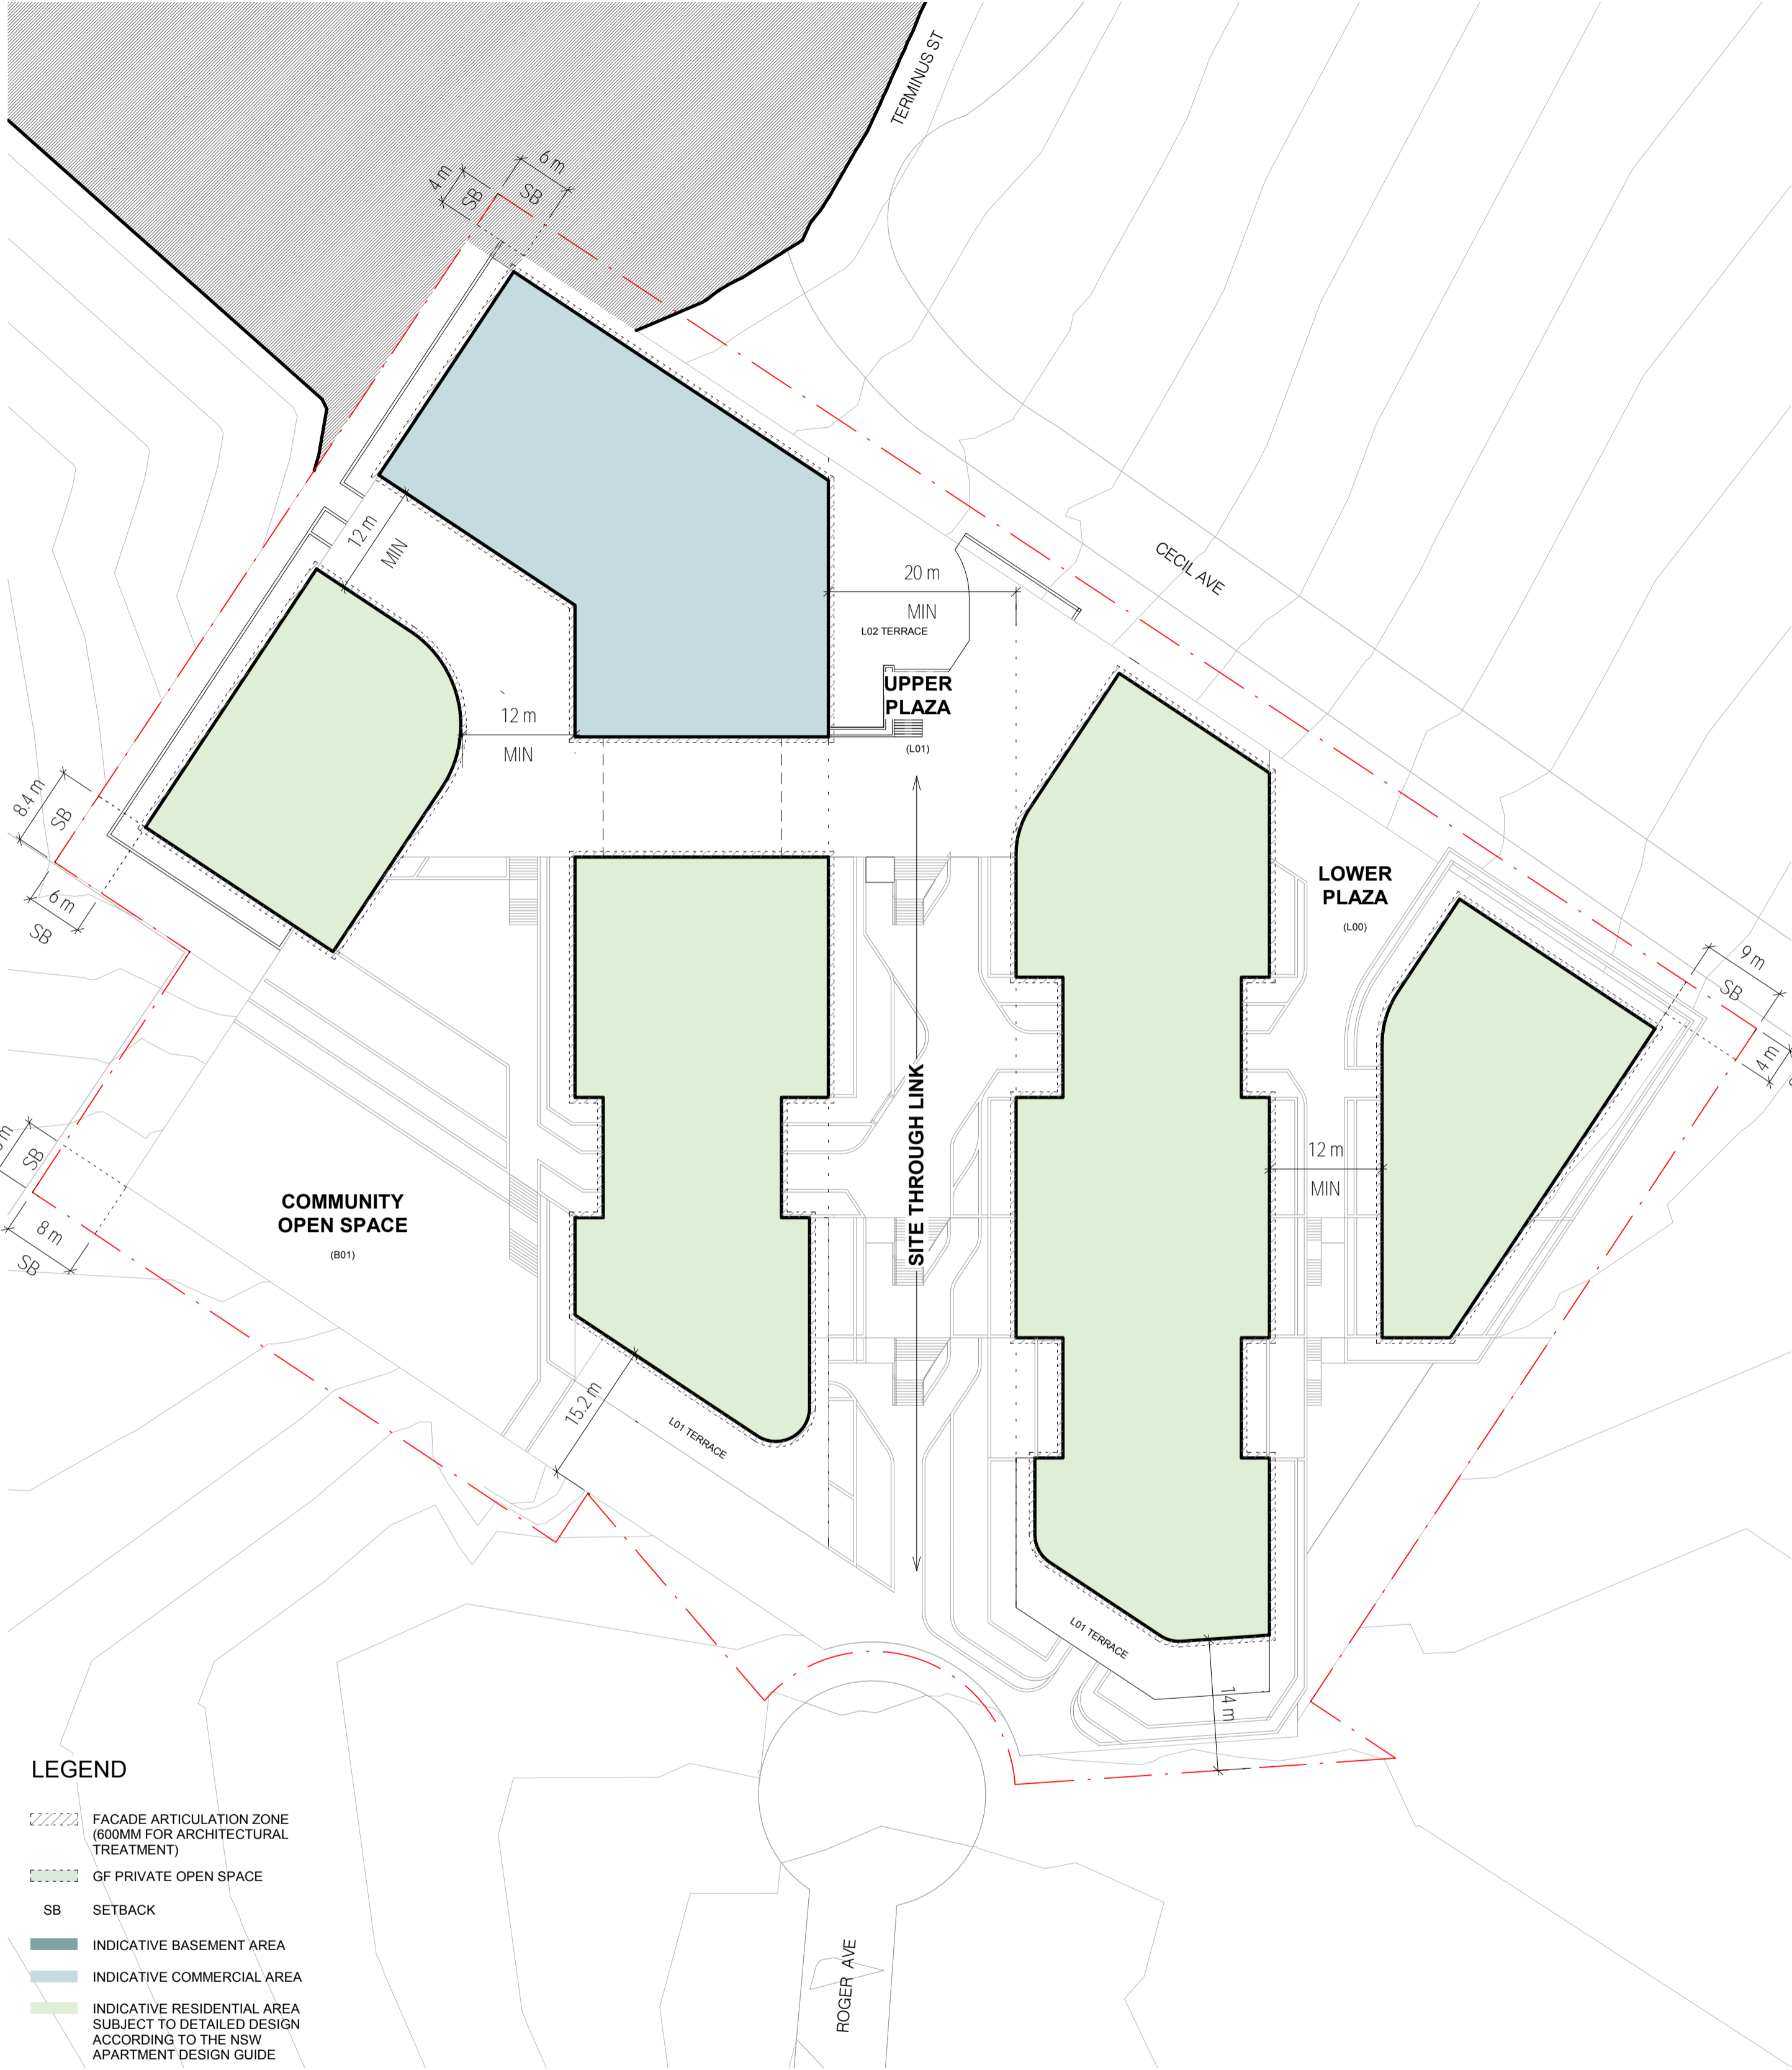 TERMINUS ST
6 m
SB
4 m
SB
CECIL AVE
12 m
MIN
20 m
MIN
L02 TERRACE
UPPER
PLAZA
(L01)
12 m
MIN
8.4 m
SB
6 m
SB
LOWER
PLAZA
(L00)
9 m
SB
4 m
SITE THROUGH LINK
12 m
MIN
SB
8 m
SB
COMMUNITY
OPEN SPACE
(B01)
15.2 m
L01 TERRACE
L01 TERRACE
14 m
ROGER AVE
LEGEND
FACADE ARTICULATION ZONE
(600MM FOR ARCHITECTURAL
TREATMENT)
GF PRIVATE OPEN SPACE
SB SETBACK
INDICATIVE BASEMENT AREA
INDICATIVE COMMERCIAL AREA
INDICATIVE RESIDENTIAL AREA
SUBJECT TO DETAILED DESIGN
ACCORDING TO THE NSW
APARTMENT DESIGN GUIDE